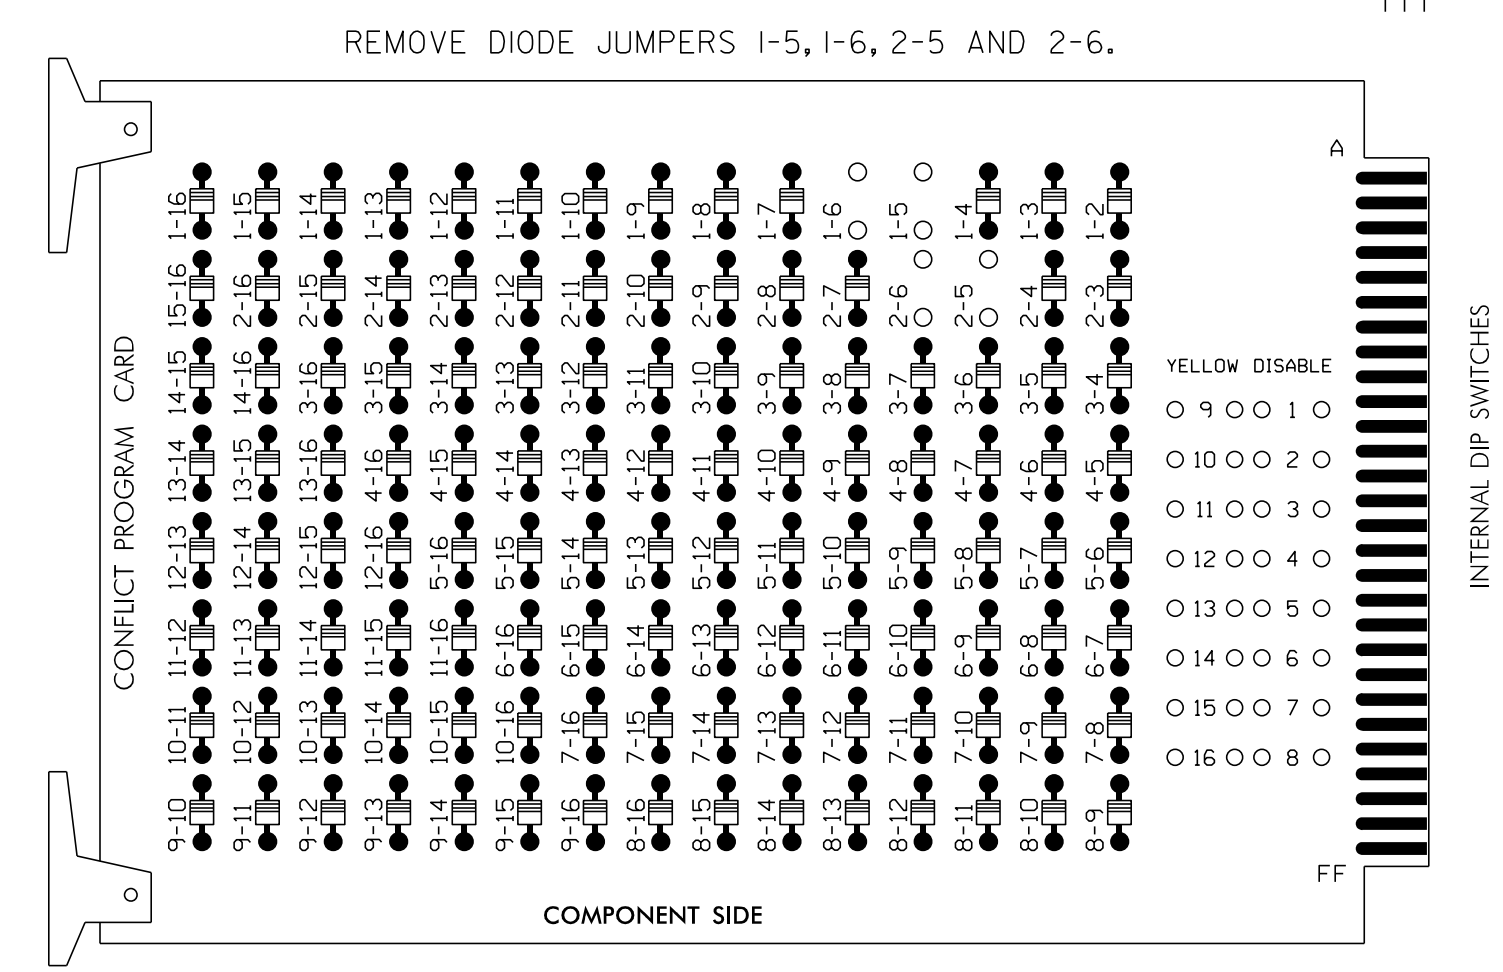 REMOVE DIODE JUMPERS 1-5, 1-6, 2-5 AND 2-6.
A
1-16 1-15 1-14 1-13 1-12 1-11 1-10 1-9 1-8 1-7 1-6 1-5 1-4 1-3 1-2
15-16 2-16 2-15 2-14 2-13 2-12 2-11 2-10 2-9 2-8 2-7 2-6 2-5 2-4 2-3
14-15 14-16 3-16 3-15 3-14 3-13 3-12 3-11 3-10 3-9 3-8 3-7 3-6 3-5 3-4
13-14 13-15 13-16 4-16 4-15 4-14 4-13 4-12 4-11 4-10 4-9 4-8 4-7 4-6 4-5
12-13 12-14 12-15 12-16 5-16 5-15 5-14 5-13 5-12 5-11 5-10 5-9 5-8 5-7 5-6
11-12 11-13 11-14 11-15 11-16 6-16 6-15 6-14 6-13 6-12 6-11 6-10 6-9 6-8 6-7
10-11 10-12 10-13 10-14 10-15 10-16 7-16 7-15 7-14 7-13 7-12 7-11 7-10 7-9 7-8
9-10 9-11 9-12 9-13 9-14 9-15 9-16 8-16 8-15 8-14 8-13 8-12 8-11 8-10 8-9
CONFLICT PROGRAM CARD
YELLOW DISABLE
9 1
10 2
11 3
12 4
13 5
14 6
15 7
16 8
FF
COMPONENT SIDE
INTERNAL DIP SWITCHES